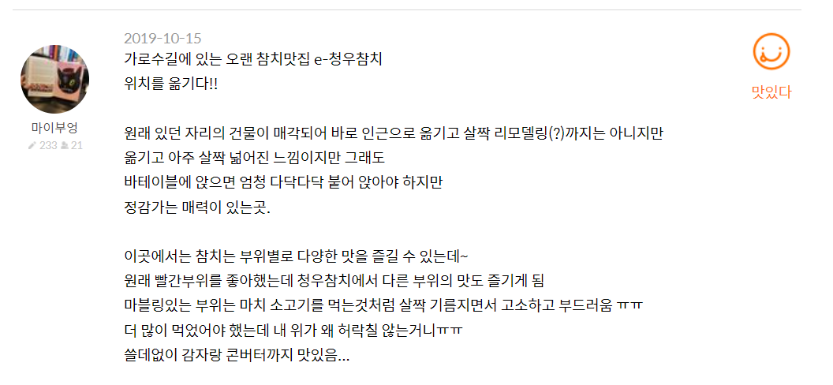 2019-10-15
가로수길에 있는 오랜 참치맛집 e-청우참치
위치를 옮기다!!
맛있다
마이부엉
233 21
원래 있던 자리의 건물이 매각되어 바로 인근으로 옮기고 살짝 리모델링(?)까지는 아니지만
옮기고 아주 살짝 넓어진 느낌이지만 그래도
바테이블에 앉으면 엄청 다닥다닥 붙어 앉아야 하지만
정감가는 매력이 있는곳.
이곳에서는 참치는 부위별로 다양한 맛을 즐길 수 있는데~
원래 빨간부위를 좋아했는데 청우참치에서 다른 부위의 맛도 즐기게 됨
마블링있는 부위는 마치 소고기를 먹는것처럼 살짝 기름지면서 고소하고 부드러움 ㅠㅠ
더 많이 먹었어야 했는데 내 위가 왜 허락칠 않는거니ㅠㅠ
쓸데없이 감자랑 콘버터까지 맛있음...